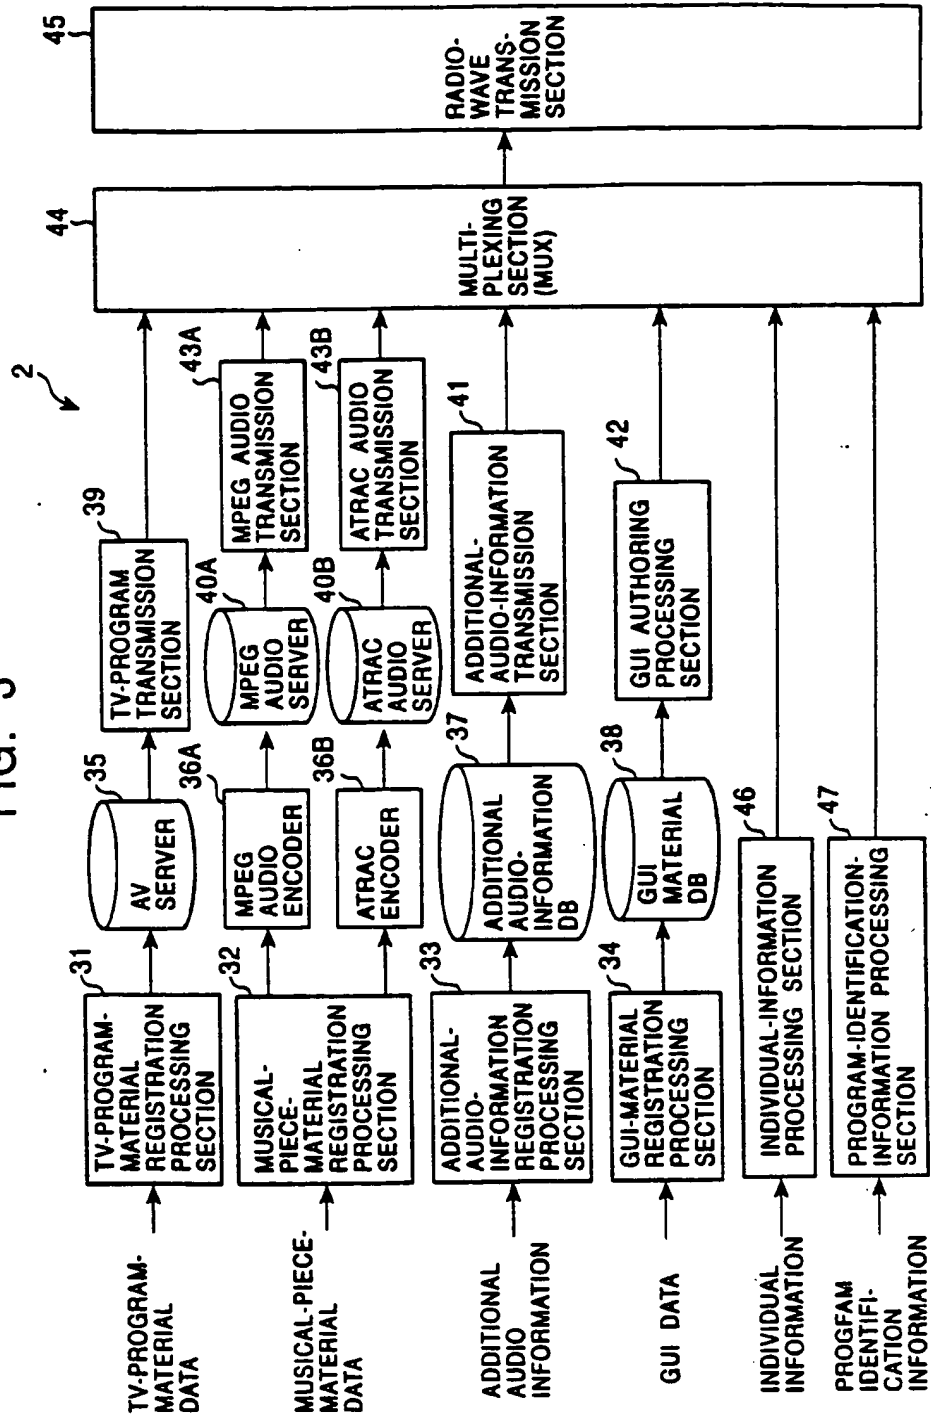 FIG. 3
2
TV-PROGRAM-
MATERIAL
DATA
31
TV-PROGRAM-
MATERIAL
REGISTRATION
PROCESSING
SECTION
35
AV
SERVER
39
TV-PROGRAM
TRANSMISSION
SECTION
MUSICAL-PIECE-
MATERIAL
DATA
32
MUSICAL-
PIECE-
MATERIAL
REGISTRATION
PROCESSING
SECTION
36A
MPEG
AUDIO
ENCODER
40A
MPEG
AUDIO
SERVER
43A
MPEG AUDIO
TRANSMISSION
SECTION
36B
ATRAC
ENCODER
40B
ATRAC
AUDIO
SERVER
43B
ATRAC AUDIO
TRANSMISSION
SECTION
ADDITIONAL
AUDIO
INFORMATION
33
ADDITIONAL-
AUDIO-
INFORMATION
REGISTRATION
PROCESSING
SECTION
37
ADDITIONAL
AUDIO-
INFORMATION
DB
41
ADDITIONAL-
AUDIO-INFORMATION
TRANSMISSION
SECTION
GUI DATA
34
GUI-MATERIAL
REGISTRATION
PROCESSING
SECTION
38
GUI
MATERIAL
DB
42
GUI AUTHORING
PROCESSING
SECTION
INDIVIDUAL
INFORMATION
46
INDIVIDUAL-INFORMATION
PROCESSING SECTION
PROGFAM
IDENTIFI-
CATION
INFORMATION
47
PROGRAM-IDENTIFICATION-
INFORMATION PROCESSING
SECTION
44
MULTI-
PLEXING
SECTION
(MUX)
45
RADIO-
WAVE
TRANS-
MISSION
SECTION